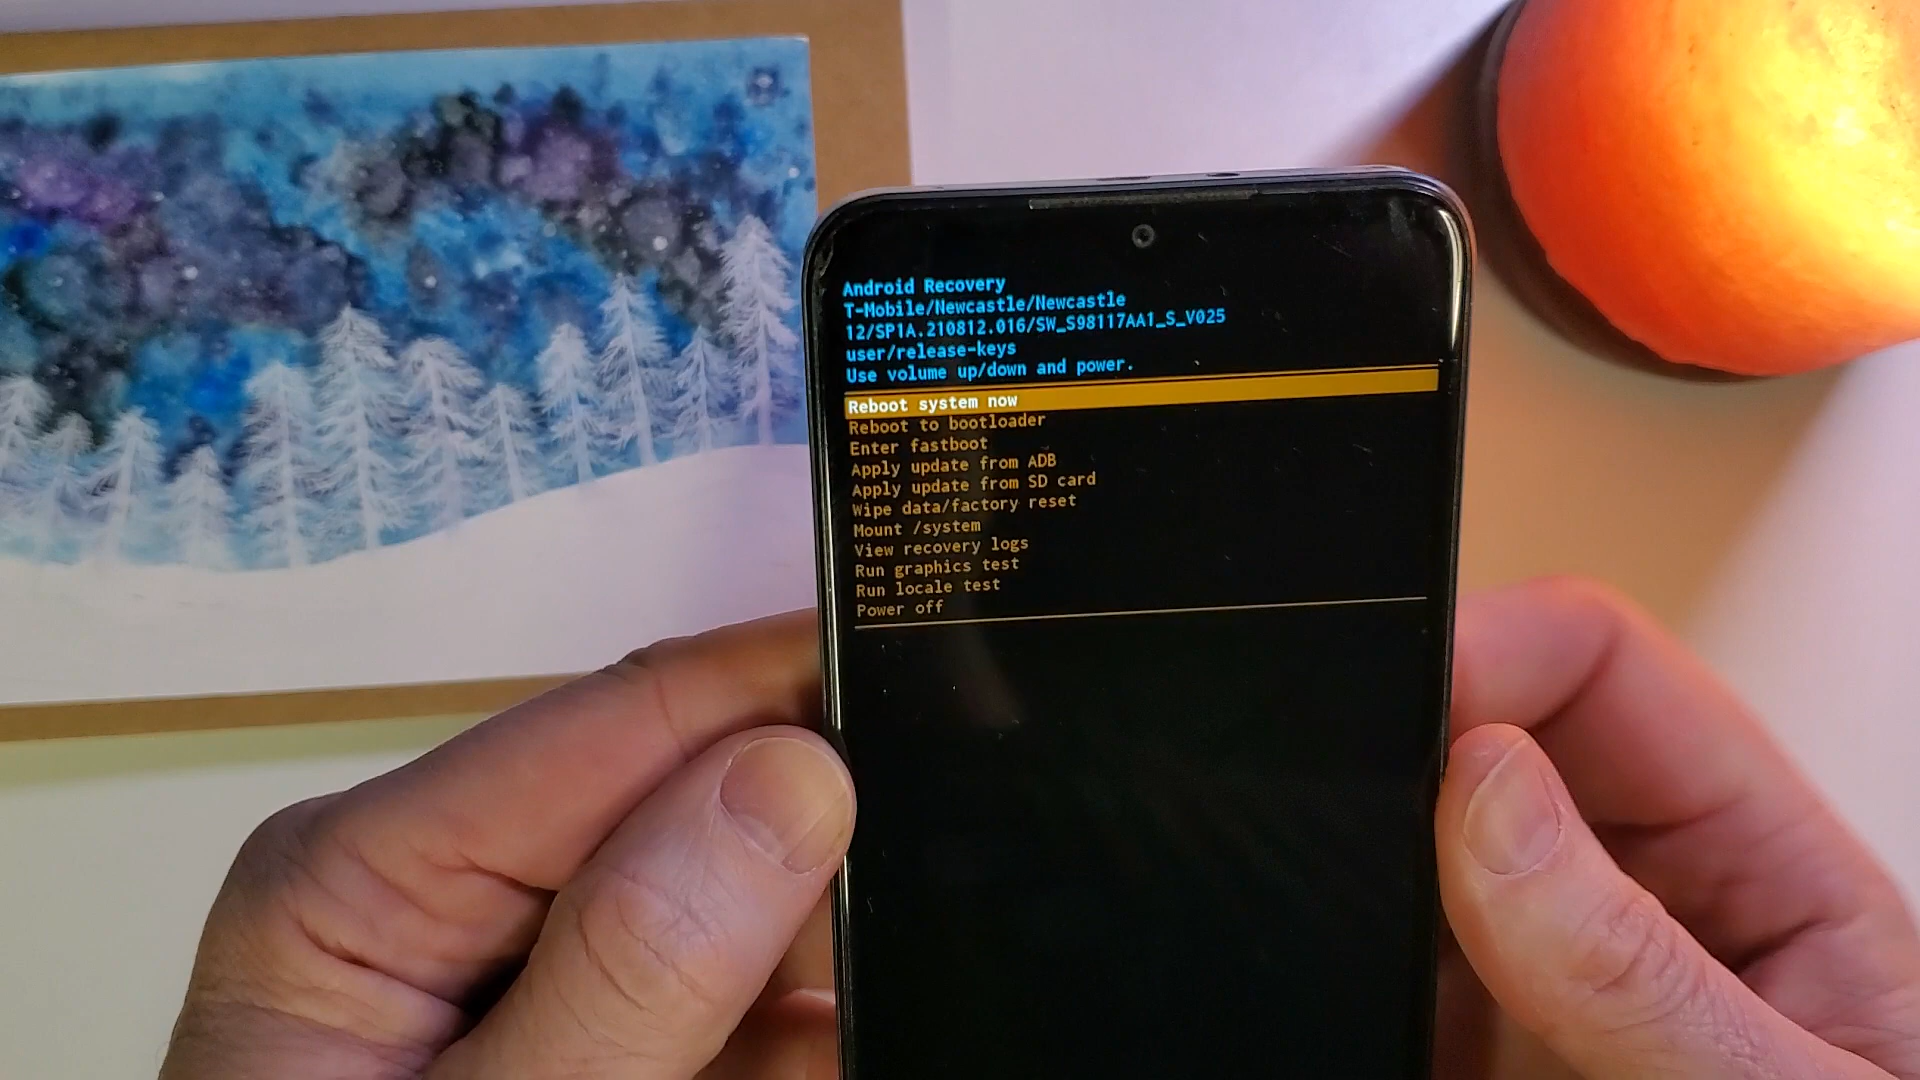 Android Recovery
T-Mobile/Newcastle/Newcastle
12/SP1A.210812.016/SW_S98117AA1_S_V025
user/release-keys
Use volume up/down and power.
Reboot system now
Reboot to bootloader
Enter fastboot
Apply update from ADB
Apply update from SD card
Wipe data/factory reset
Mount /system
View recovery logs
Run graphics test
Run locale test
Power off